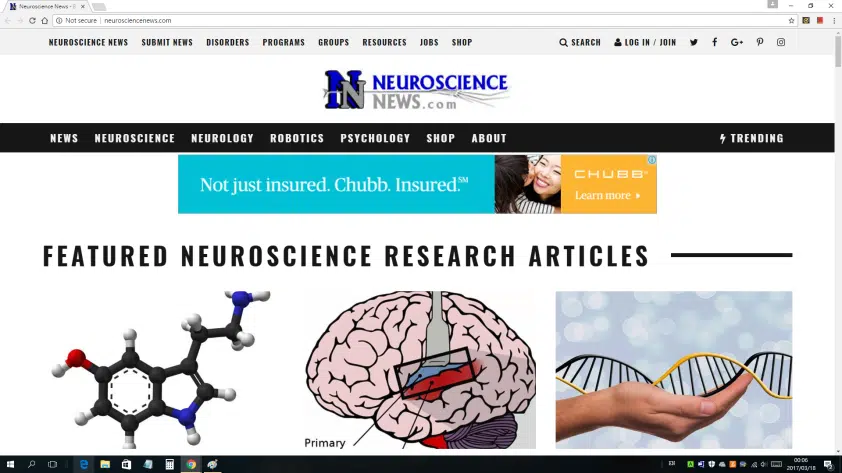 Neuroscience News
Not secure | neurosciencenews.com
NEUROSCIENCE NEWS SUBMIT NEWS DISORDERS PROGRAMS GROUPS RESOURCES JOBS SHOP SEARCH LOG IN / JOIN
NN NEUROSCIENCE
NEWS.com
NEWS NEUROSCIENCE NEUROLOGY ROBOTICS PSYCHOLOGY SHOP ABOUT TRENDING
Not just insured. Chubb. Insured.℠
CHUBB®
Learn more
FEATURED NEUROSCIENCE RESEARCH ARTICLES
Primary
00:06
2017/03/18